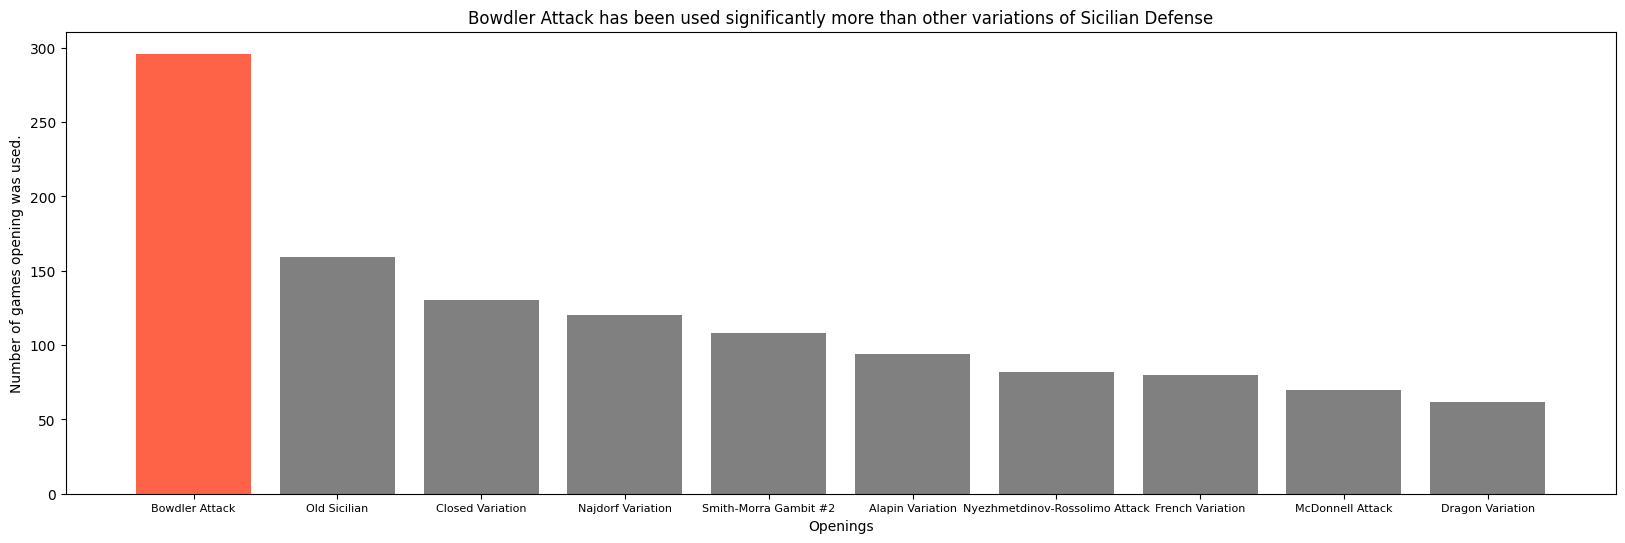 Bowdler Attack has been used significantly more than other variations of Sicilian Defense
Number of games opening was used.
300
250
200
150
100
50
0
Bowdler Attack Old Sicilian Closed Variation Najdorf Variation Smith-Morra Gambit #2 Alapin Variation Nyezhmetdinov-Rossolimo Attack French Variation McDonnell Attack Dragon Variation
Openings